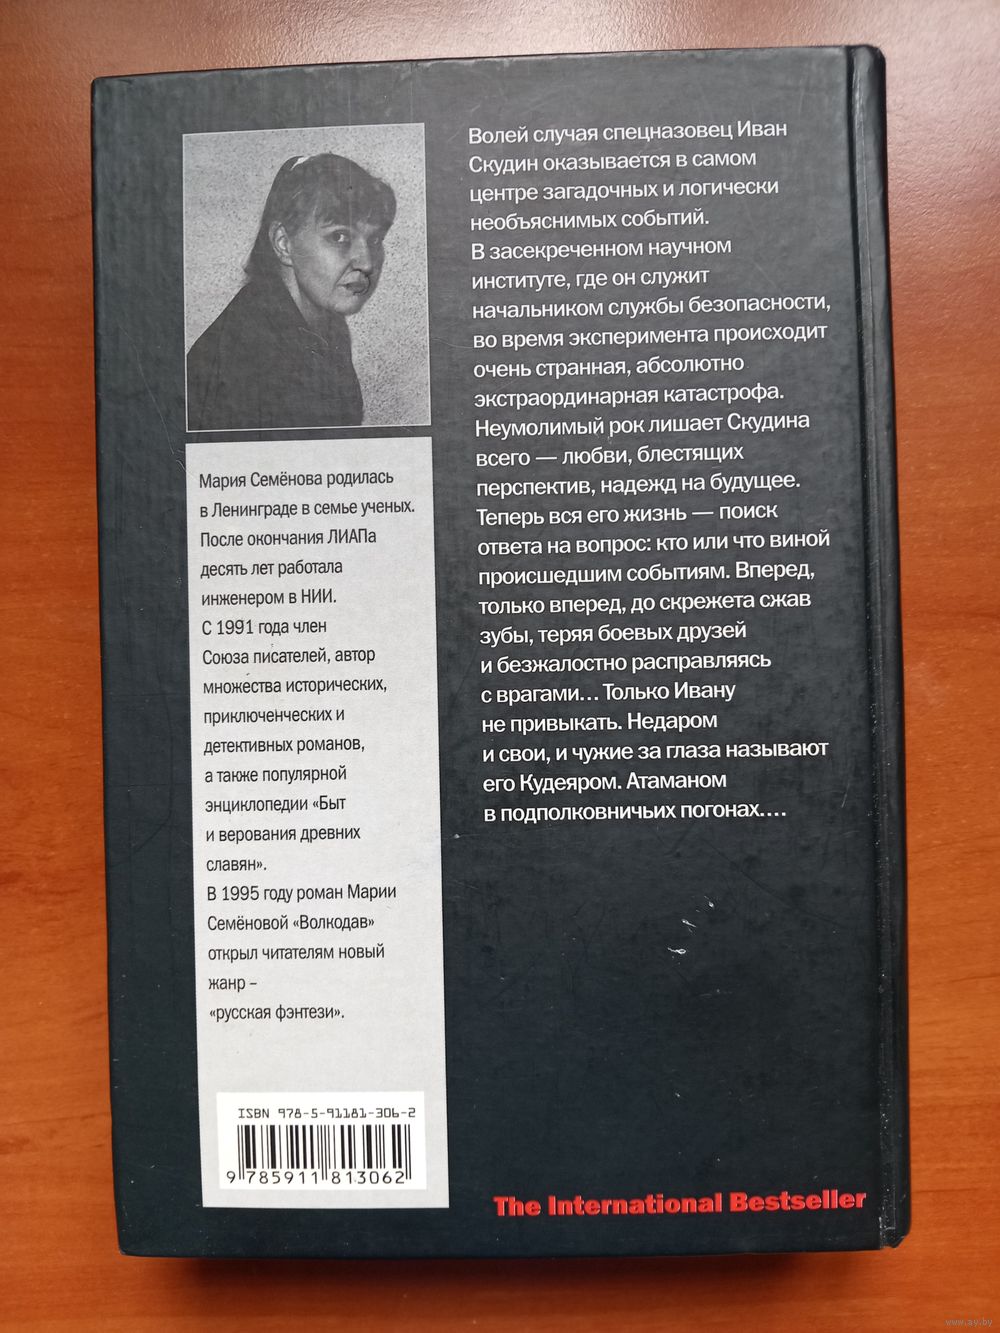 Волей случая спецназовец Иван
Скудин оказывается в самом
центре загадочных и логически
необъяснимых событий.
В засекреченном научном
институте, где он служит
начальником службы безопасности,
во время эксперимента происходит
очень странная, абсолютно
экстраординарная катастрофа.
Неумолимый рок лишает Скудина
всего — любви, блестящих
перспектив, надежд на будущее.
Теперь вся его жизнь — поиск
ответа на вопрос: кто или что виной
происшедшим событиям. Вперед,
только вперед, до скрежета сжав
зубы, теряя боевых друзей
и безжалостно расправляясь
с врагами... Только Ивану
не привыкать. Недаром
и свои, и чужие за глаза называют
его Кудеяром. Атаманом
в подполковничьих погонах....
Мария Семёнова родилась
в Ленинграде в семье ученых.
После окончания ЛИАПа
десять лет работала
инженером в НИИ.
С 1991 года член
Союза писателей, автор
множества исторических,
приключенческих и
детективных романов,
а также популярной
энциклопедии «Быт
и верования древних
славян».
В 1995 году роман Марии
Семёновой «Волкодав»
открыл читателям новый
жанр –
«русская фэнтези».
ISBN 978-5-91181-306-2
9 785911 813062
The International Bestseller
www.ay.by